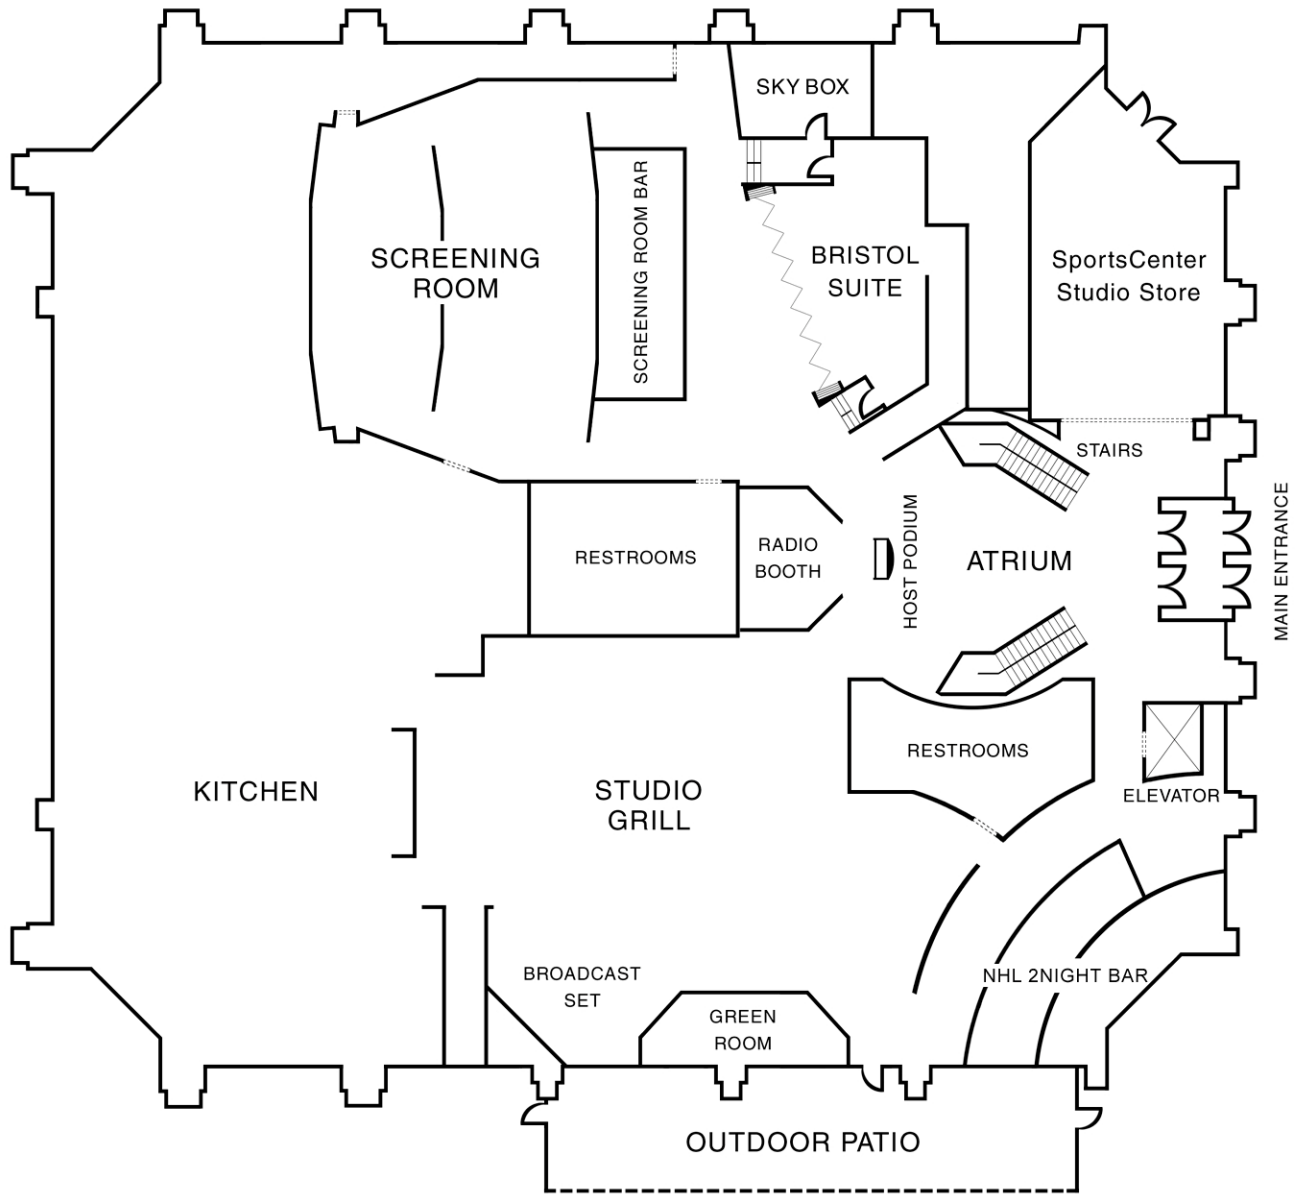 SKY BOX
SCREENING ROOM BAR
SCREENING
ROOM
BRISTOL
SUITE
SportsCenter
Studio Store
STAIRS
MAIN ENTRANCE
HOST PODIUM
RESTROOMS
RADIO
BOOTH
ATRIUM
RESTROOMS
KITCHEN
STUDIO
GRILL
ELEVATOR
BROADCAST
SET
NHL 2NIGHT BAR
GREEN
ROOM
OUTDOOR PATIO